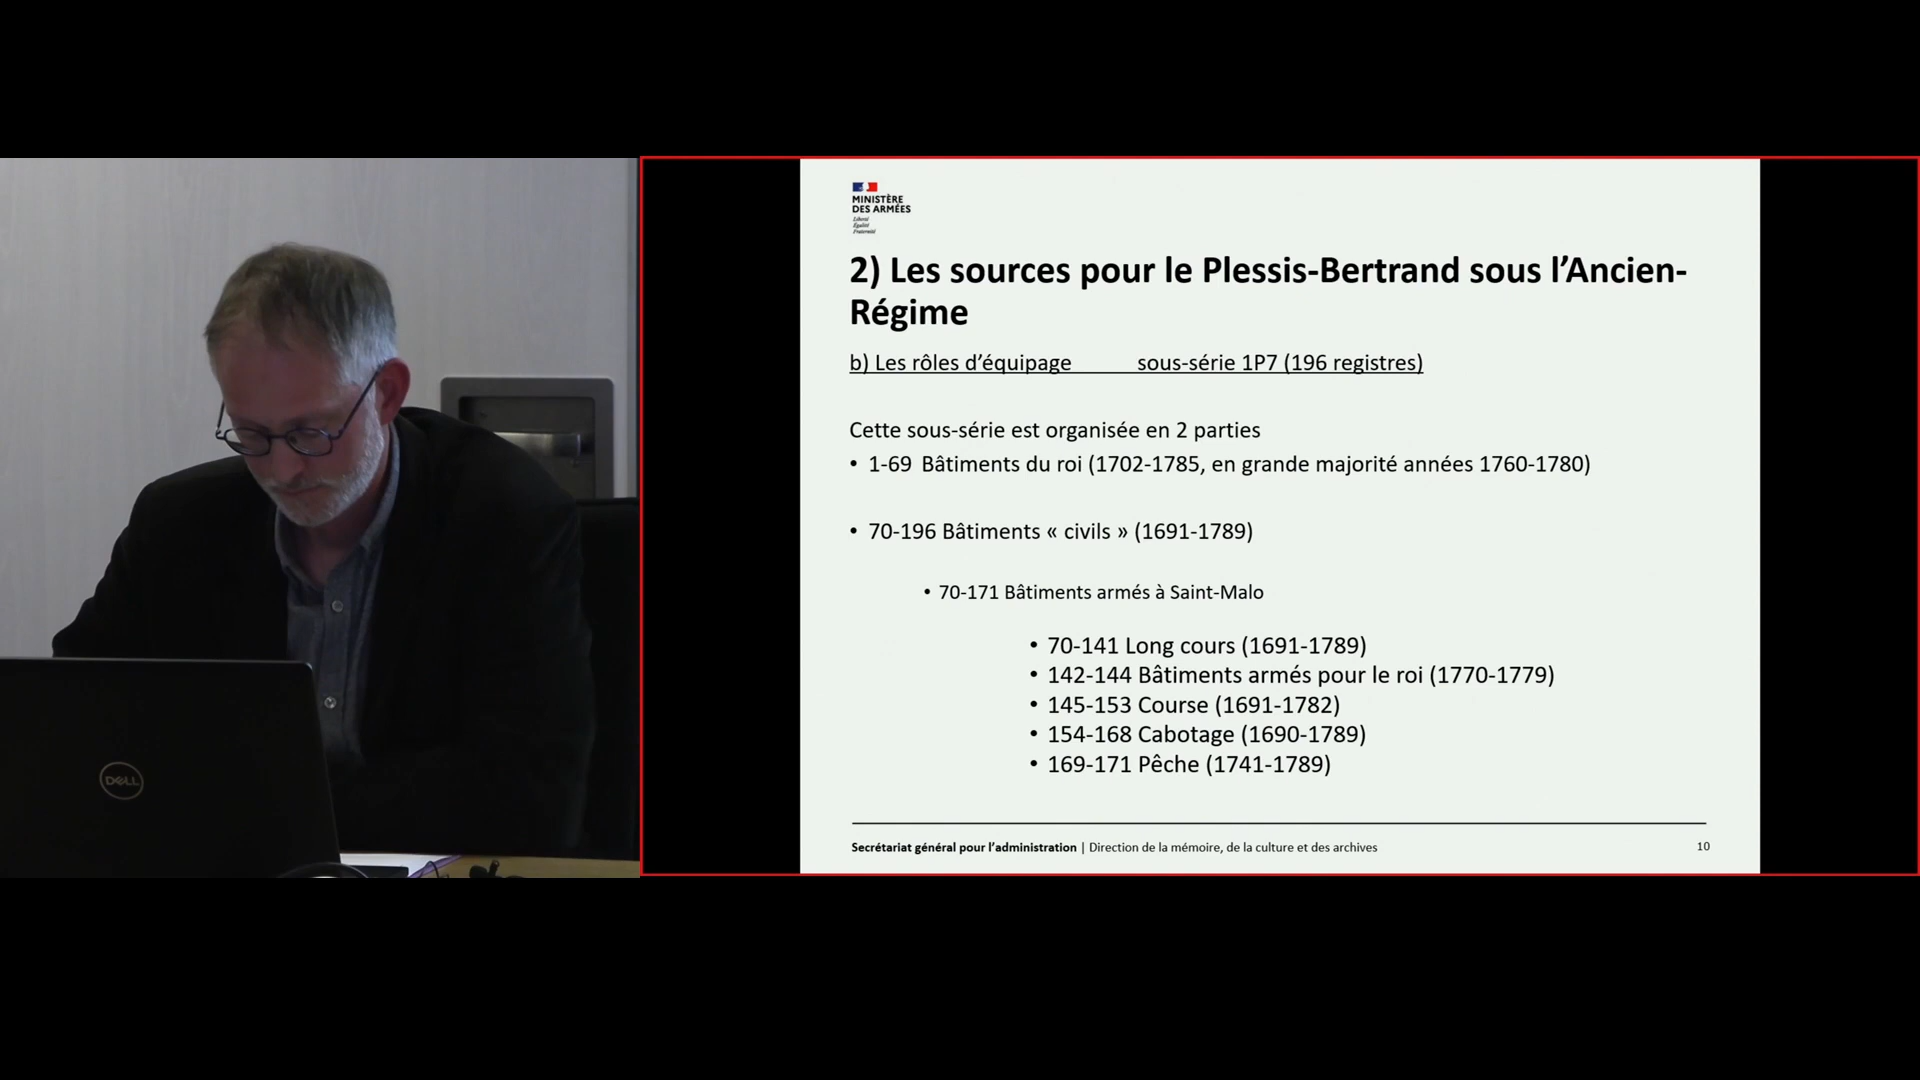 MINISTÈRE
DES ARMÉES
Liberté
Égalité
Fraternité
2) Les sources pour le Plessis-Bertrand sous l’Ancien-
Régime
b) Les rôles d’équipage sous-série 1P7 (196 registres)
Cette sous-série est organisée en 2 parties
• 1-69 Bâtiments du roi (1702-1785, en grande majorité années 1760-1780)
• 70-196 Bâtiments « civils » (1691-1789)
• 70-171 Bâtiments armés à Saint-Malo
• 70-141 Long cours (1691-1789)
• 142-144 Bâtiments armés pour le roi (1770-1779)
• 145-153 Course (1691-1782)
• 154-168 Cabotage (1690-1789)
• 169-171 Pêche (1741-1789)
Secrétariat général pour l’administration | Direction de la mémoire, de la culture et des archives
10
DELL